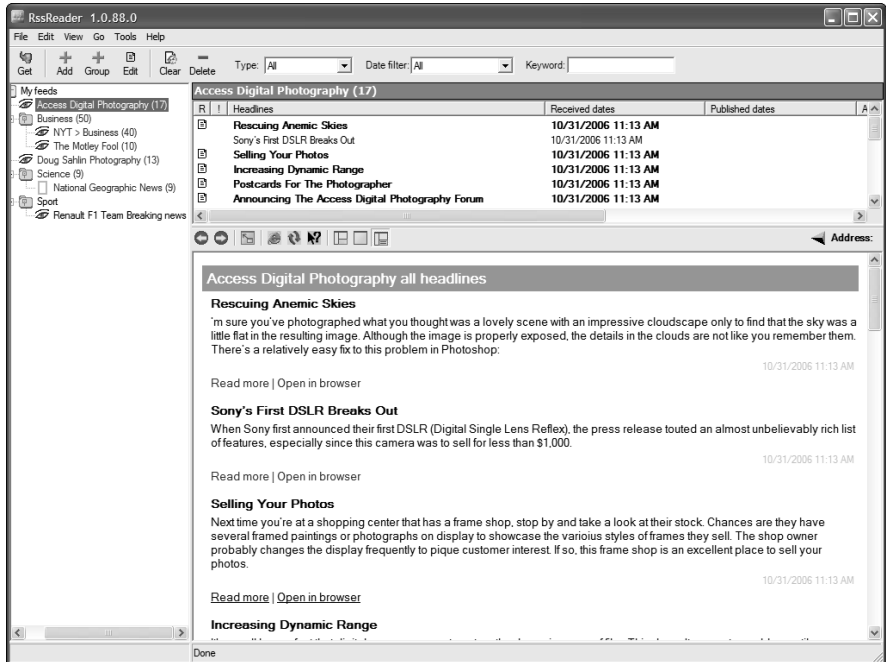 RssReader 1.0.88.0
File Edit View Go Tools Help
Get Add Group Edit Clear Delete Type: All Date filter: All Keyword:
My feeds
Access Digital Photography (17)
Business (50)
NYT > Business (40)
The Motley Fool (10)
Doug Sahlin Photography (13)
Science (9)
National Geographic News (9)
Sport
Renault F1 Team Breaking news
Access Digital Photography (17)
R ! Headlines Received dates Published dates A
Rescuing Anemic Skies 10/31/2006 11:13 AM
Sony's First DSLR Breaks Out 10/31/2006 11:13 AM
Selling Your Photos 10/31/2006 11:13 AM
Increasing Dynamic Range 10/31/2006 11:13 AM
Postcards For The Photographer 10/31/2006 11:13 AM
Announcing The Access Digital Photography Forum 10/31/2006 11:13 AM
Address:
Access Digital Photography all headlines
Rescuing Anemic Skies
'm sure you've photographed what you thought was a lovely scene with an impressive cloudscape only to find that the sky was a
little flat in the resulting image. Although the image is properly exposed, the details in the clouds are not like you remember them.
There's a relatively easy fix to this problem in Photoshop:
10/31/2006 11:13 AM
Read more | Open in browser
Sony's First DSLR Breaks Out
When Sony first announced their first DSLR (Digital Single Lens Reflex), the press release touted an almost unbelievably rich list
of features, especially since this camera was to sell for less than $1,000.
10/31/2006 11:13 AM
Read more | Open in browser
Selling Your Photos
Next time you're at a shopping center that has a frame shop, stop by and take a look at their stock. Chances are they have
several framed paintings or photographs on display to showcase the varioius styles of frames they sell. The shop owner
probably changes the display frequently to pique customer interest. If so, this frame shop is an excellent place to sell your
photos.
10/31/2006 11:13 AM
Read more | Open in browser
Increasing Dynamic Range
Done